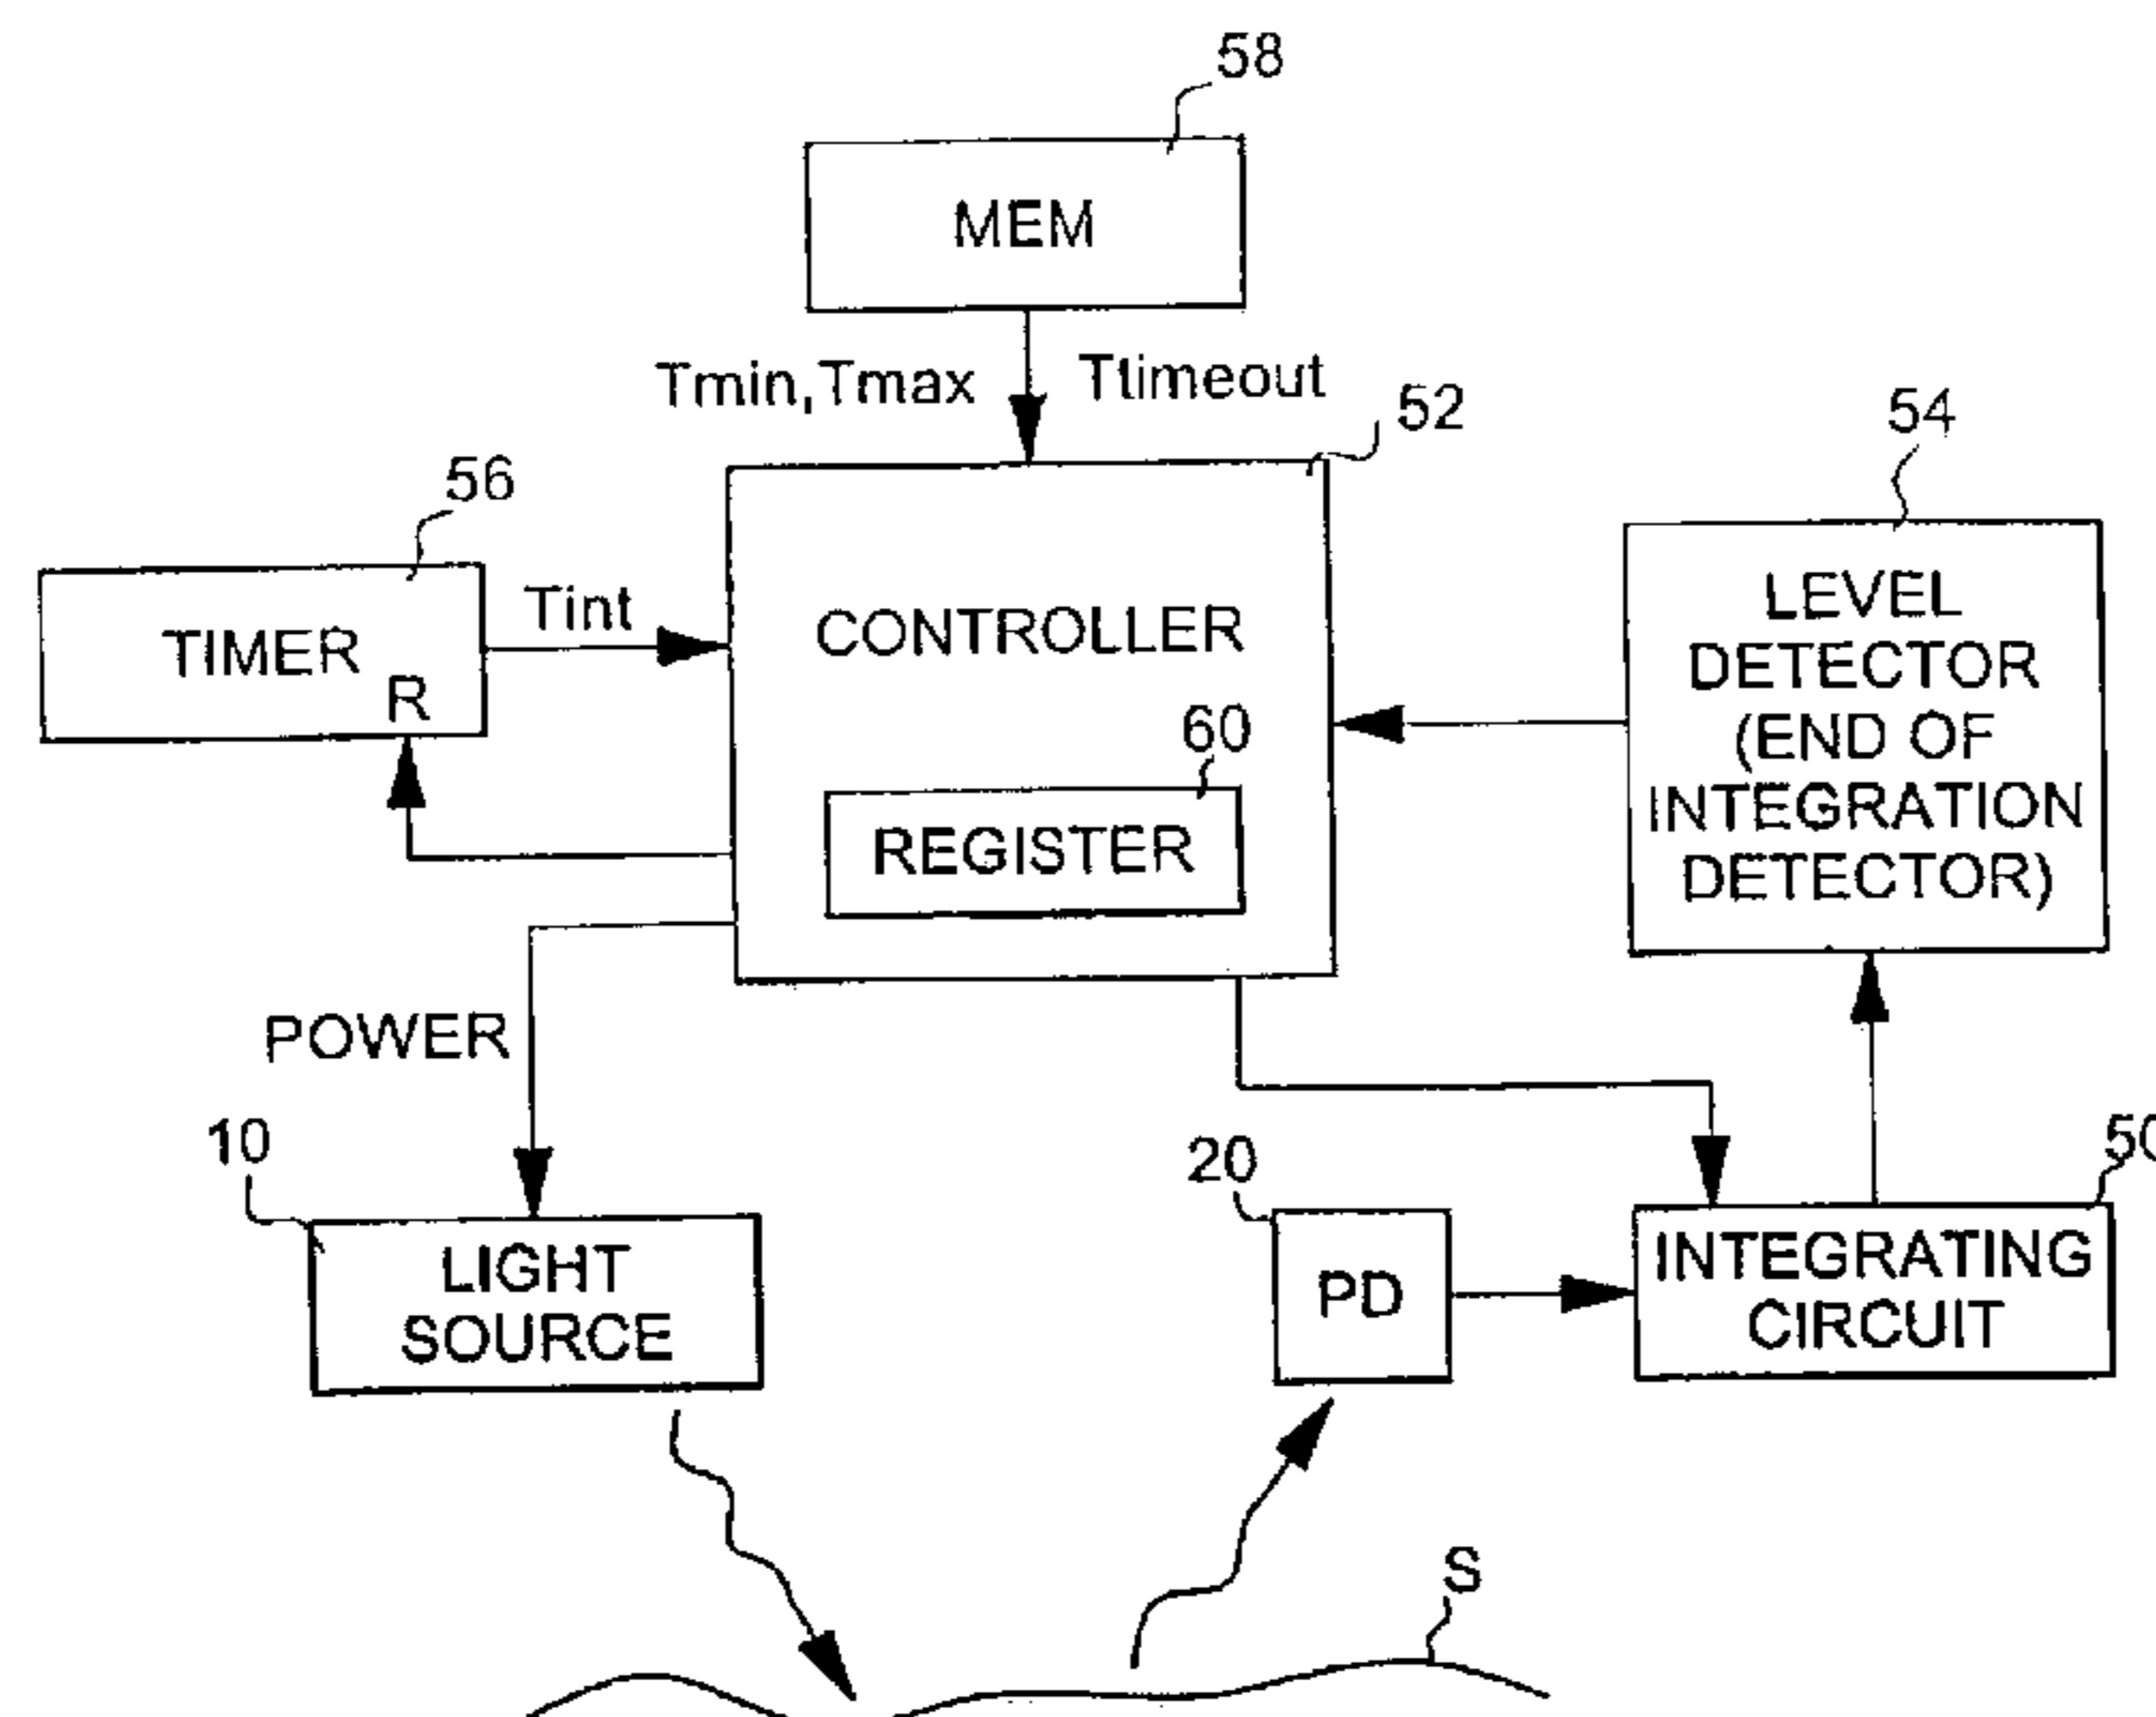 58
MEM
Tmin,Tmax
Ttimeout
52
54
56
TIMER
R
Tint
CONTROLLER
60
REGISTER
LEVEL
DETECTOR
(END OF
INTEGRATION
DETECTOR)
POWER
10
LIGHT
SOURCE
20
PD
50
INTEGRATING
CIRCUIT
S